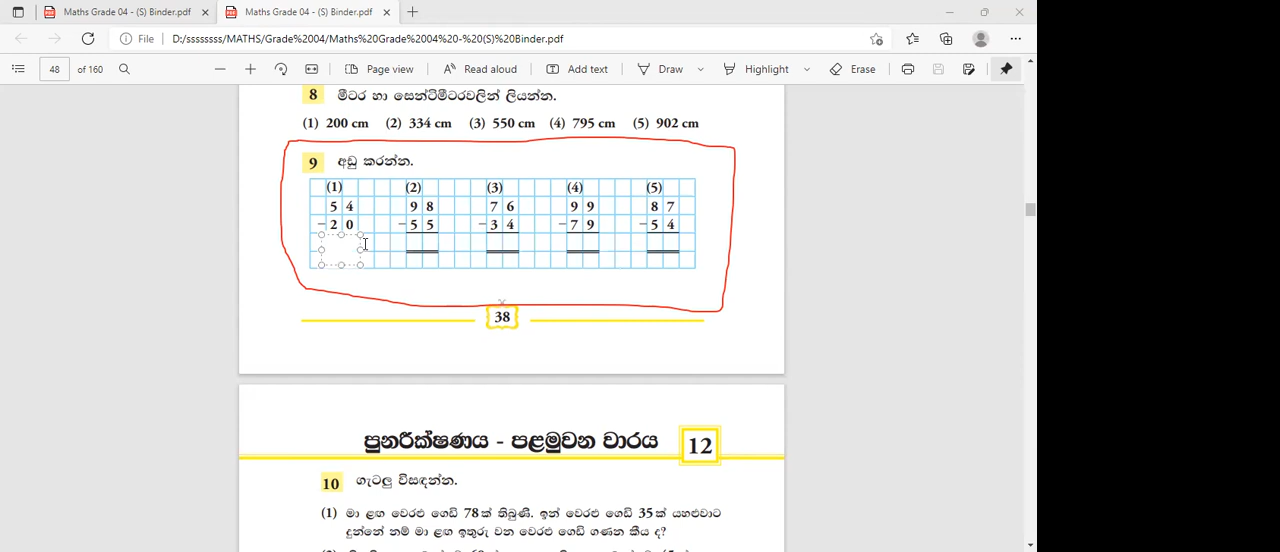 Maths Grade 04 - (S) Binder.pdf
Maths Grade 04 - (S) Binder.pdf
File D:/ssssssss/MATHS/Grade%2004/Maths%20Grade%2004%20-%20(S)%20Binder.pdf
48 of 160 Page view Read aloud Add text Draw Highlight Erase
8 මීටර හා සෙන්ටිමීටරවලින් ලියන්න.
(1) 200 cm (2) 334 cm (3) 550 cm (4) 795 cm (5) 902 cm
9 අඩු කරන්න.
(1) (2) (3) (4) (5)
5 4 9 8 7 6 9 9 8 7
- 2 0 - 5 5 - 3 4 - 7 9 - 5 4
38
පුනරීක්ෂණය - පළමුවන වාරය 12
10 ගැටලු විසඳන්න.
(1) මා ළඟ වෙරළු ගෙඩි 78ක් තිබුණි. ඉන් වෙරළු ගෙඩි 35ක් යහළුවාට
දුන්නේ නම් මා ළඟ ඉතුරු වන වෙරළු ගෙඩි ගණන කීය ද?